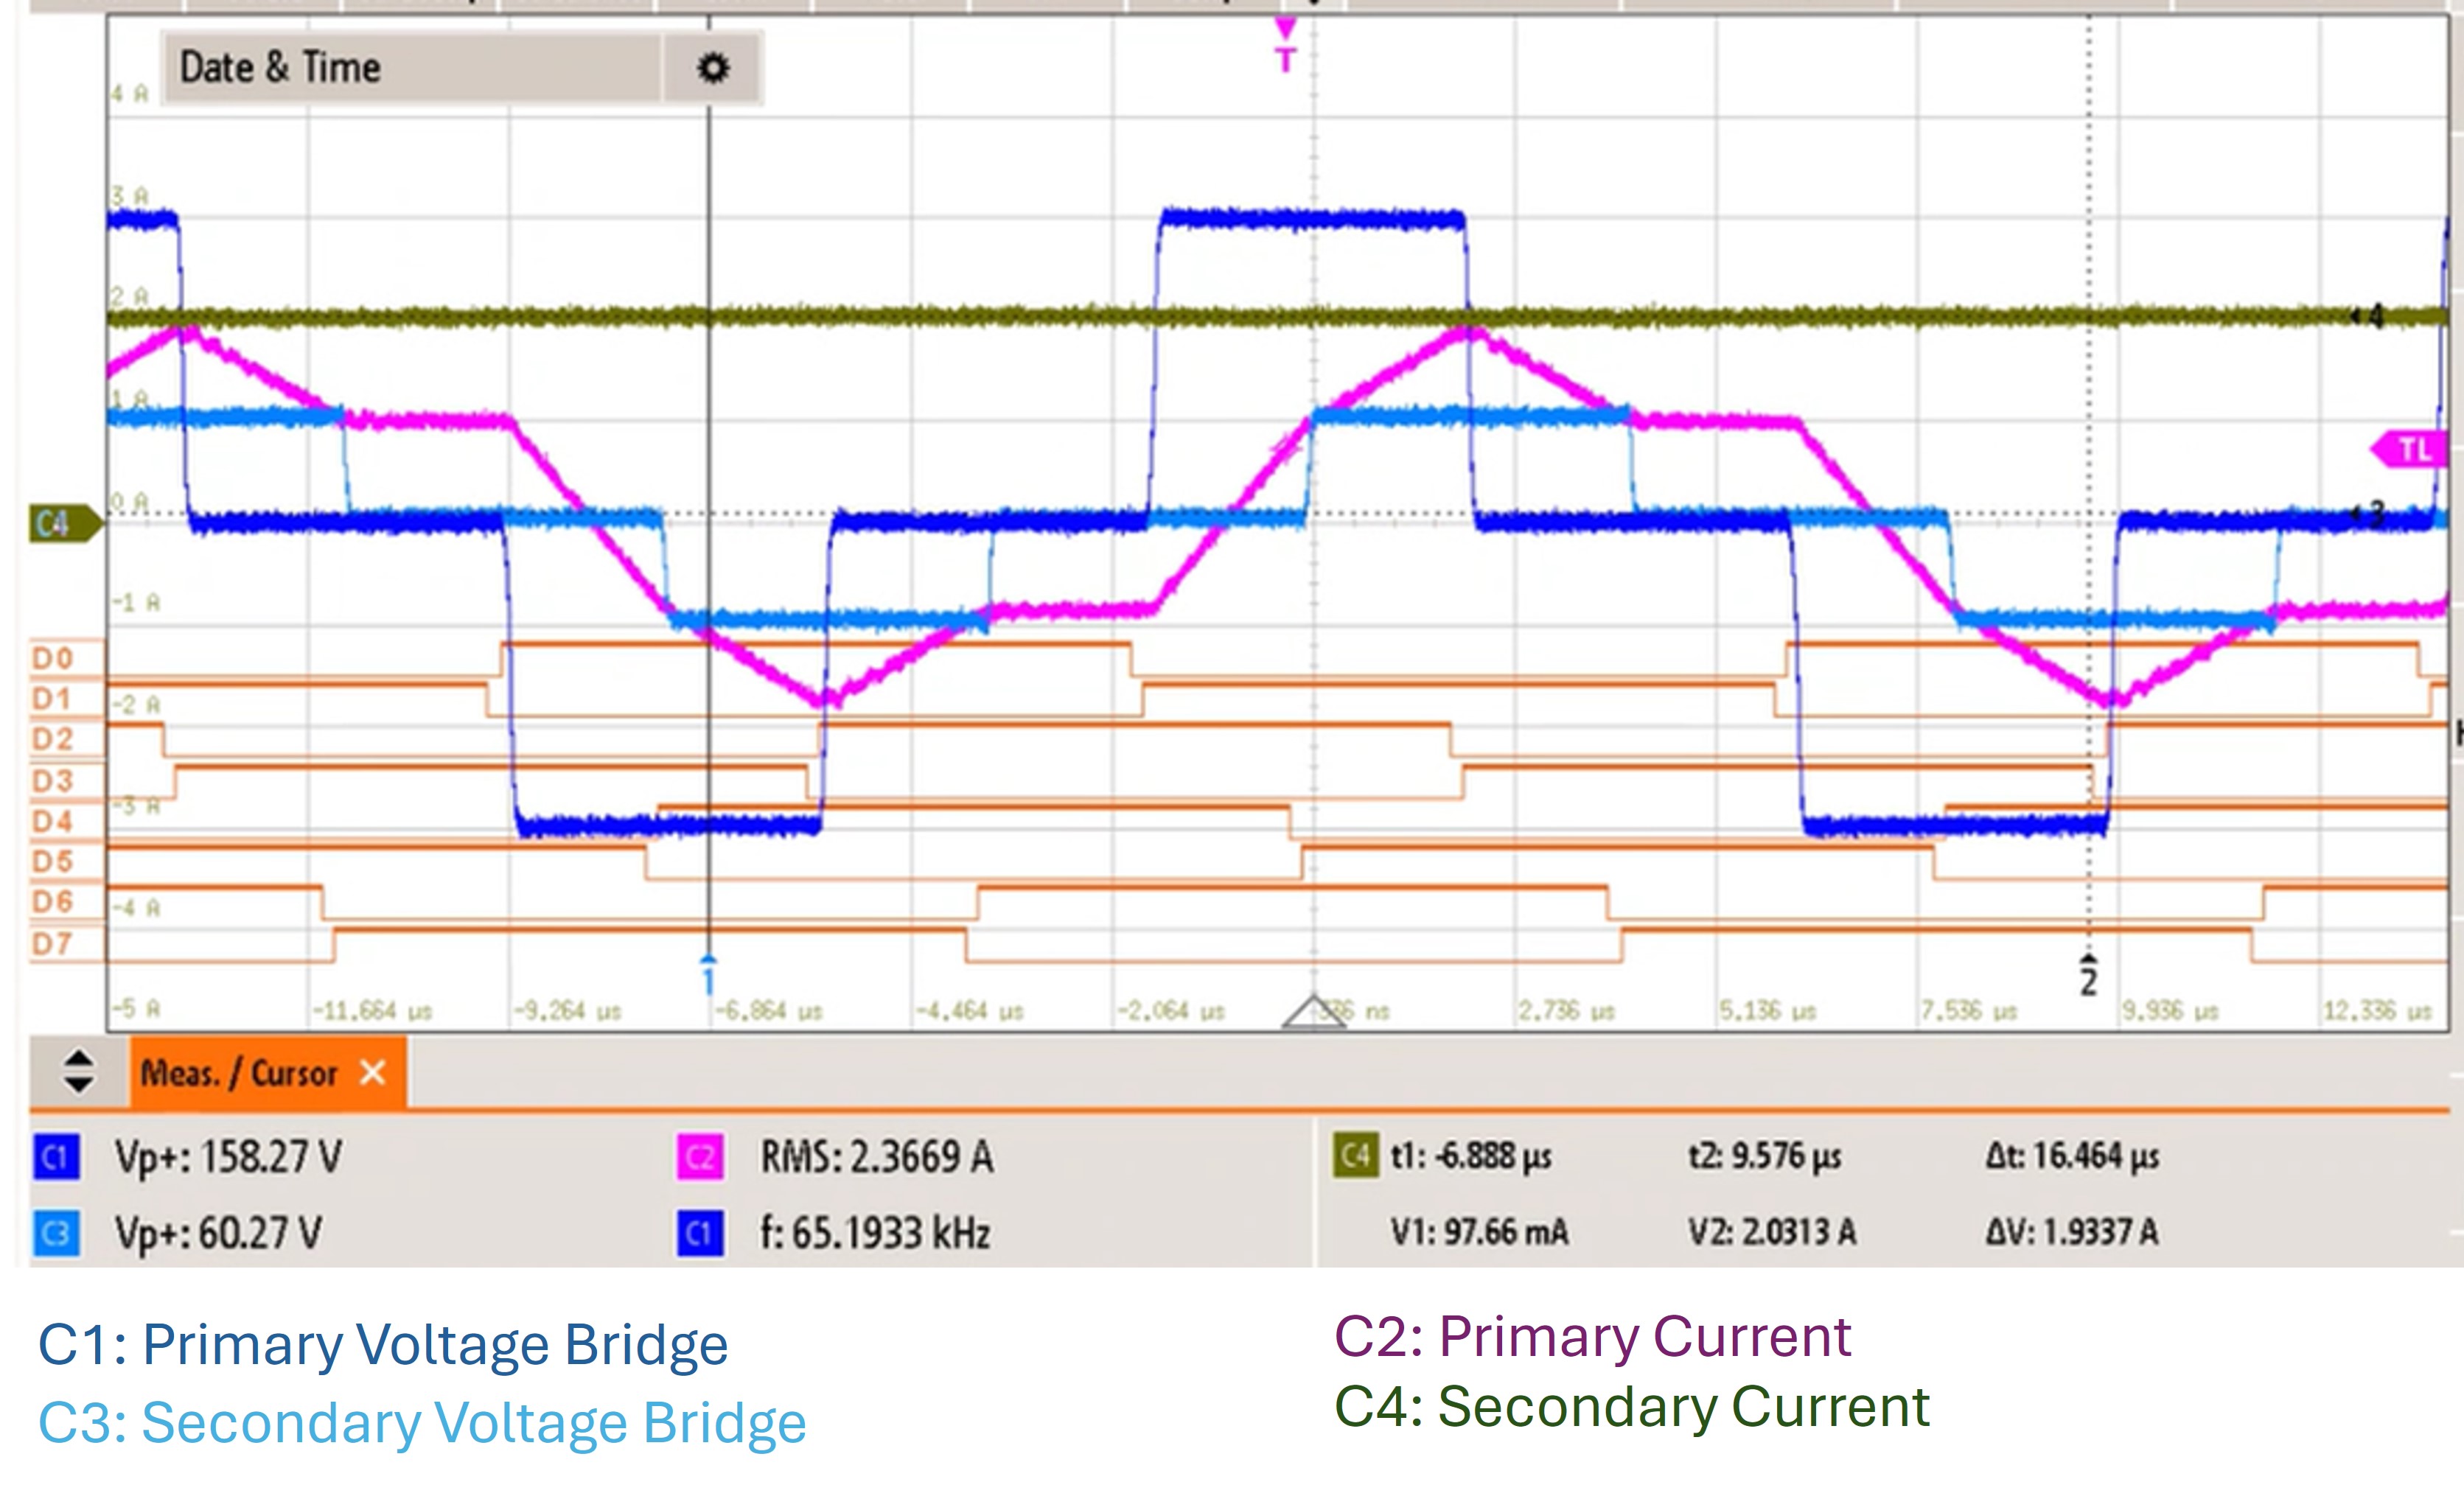 T
Date & Time
4 A
3 A
2 A
4
1 A
TL
0 A
C4
3
-1 A
D0
D1
-2 A
D2
D3
-3 A
D4
D5
D6
-4 A
D7
1
2
-5 A -11,664 µs -9,264 µs -6,864 µs -4,464 µs -2,064 µs 336 ns 2,736 µs 5,136 µs 7,536 µs 9,936 µs 12,336 µs
Meas. / Cursor ×
C1 Vp+: 158.27 V C2 RMS: 2.3669 A C4 t1: -6.888 µs t2: 9.576 µs Δt: 16.464 µs
C3 Vp+: 60.27 V C1 f: 65.1933 kHz V1: 97.66 mA V2: 2.0313 A ΔV: 1.9337 A
C1: Primary Voltage Bridge
C2: Primary Current
C3: Secondary Voltage Bridge
C4: Secondary Current